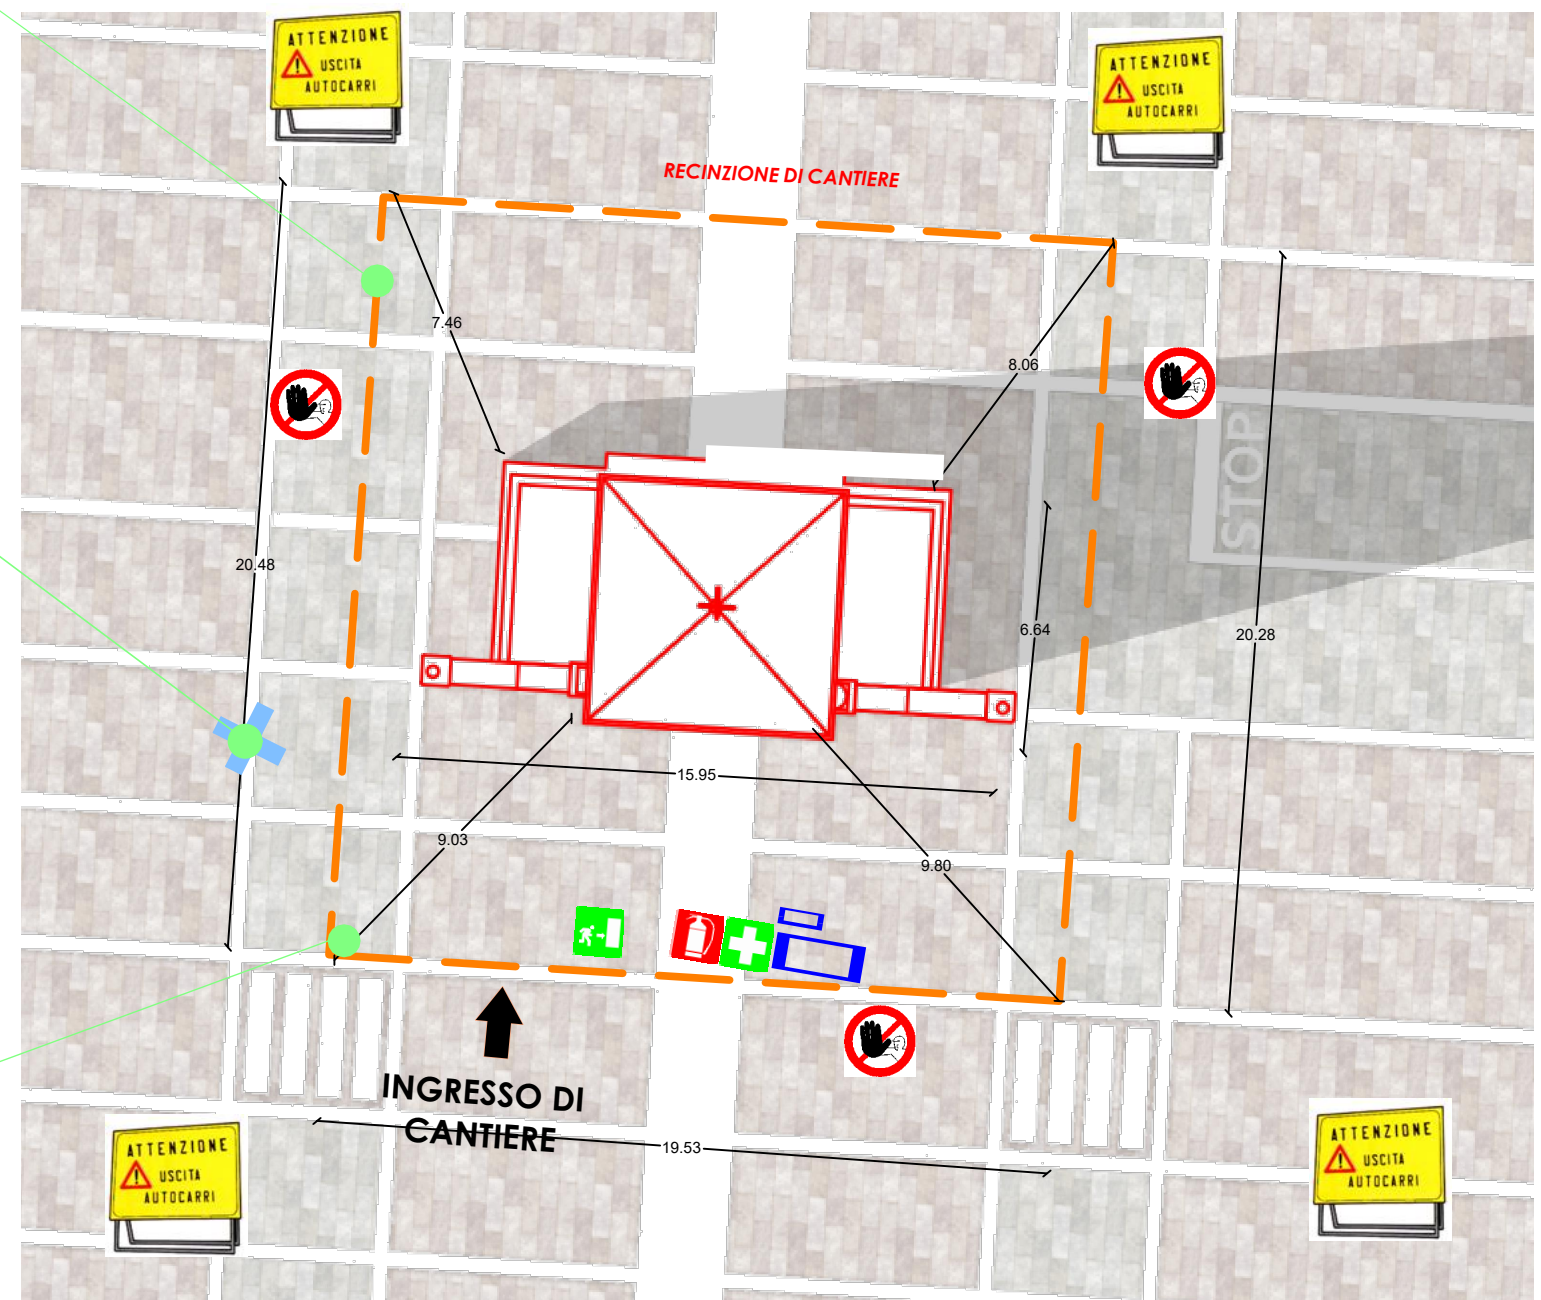 ATTENZIONE
USCITA
AUTOCARRI
ATTENZIONE
USCITA
AUTOCARRI
RECINZIONE DI CANTIERE
7.46
8.06
STOP
20.48
6.64
20.28
15.95
9.03
9.80
INGRESSO DI
CANTIERE
19.53
ATTENZIONE
USCITA
AUTOCARRI
ATTENZIONE
USCITA
AUTOCARRI